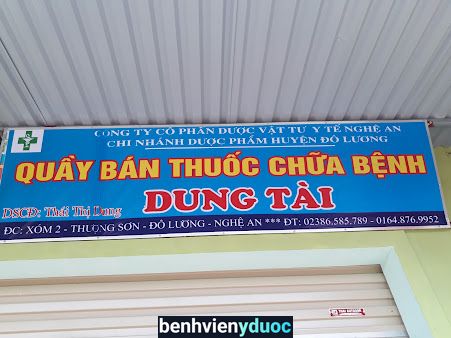 CÔNG TY CỔ PHẦN DƯỢC VẬT TƯ Y TẾ NGHỆ AN
CHI NHÁNH DƯỢC PHẨM HUYỆN ĐÔ LƯƠNG
QUẦY BÁN THUỐC CHỮA BỆNH
DUNG TÀI
DSCĐ: Thái Thị Dung
ĐC: XÓM 2 - THƯỢNG SƠN - ĐÔ LƯƠNG - NGHỆ AN *** ĐT: 02386.585.789 - 0164.876.9952
benhvienyduoc